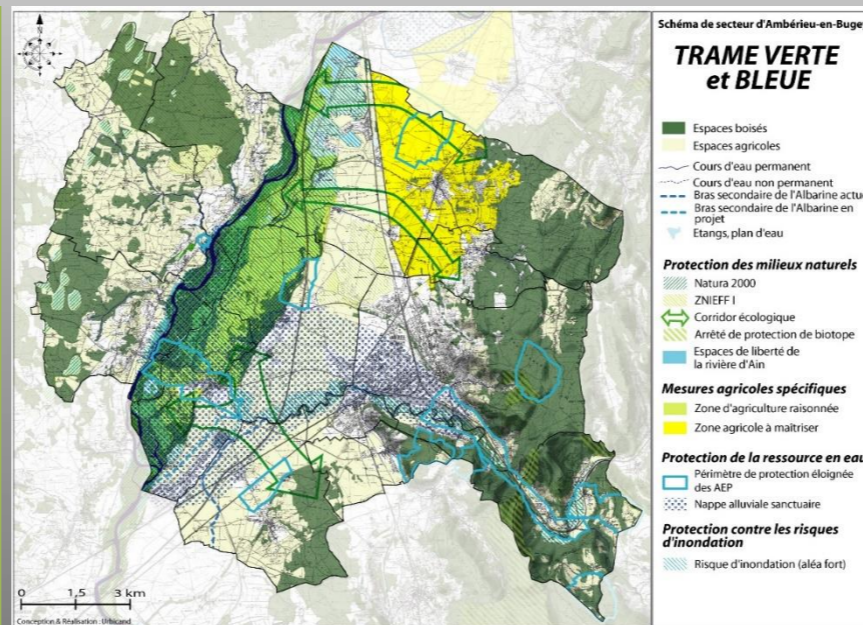 Schéma de secteur d'Ambérieu-en-Buge
TRAME VERTE
et BLEUE
Espaces boisés
Espaces agricoles
Cours d'eau permanent
Cours d'eau non permanent
Bras secondaire de l'Albarine actue
Bras secondaire de l'Albarine en
projet
Etangs, plan d'eau
Protection des milieux naturels
Natura 2000
ZNIEFF I
Corridor écologique
Arrêté de protection de biotope
Espaces de liberté de
la rivière d'Ain
Mesures agricoles spécifiques
Zone d'agriculture raisonnée
Zone agricole à maîtriser
Protection de la ressource en eau
Périmètre de protection éloignée
des AEP
Nappe alluviale sanctuaire
Protection contre les risques
d'inondation
Risque d'inondation (aléa fort)
0 1,5 3 km
Conception & Réalisation : Urbicand